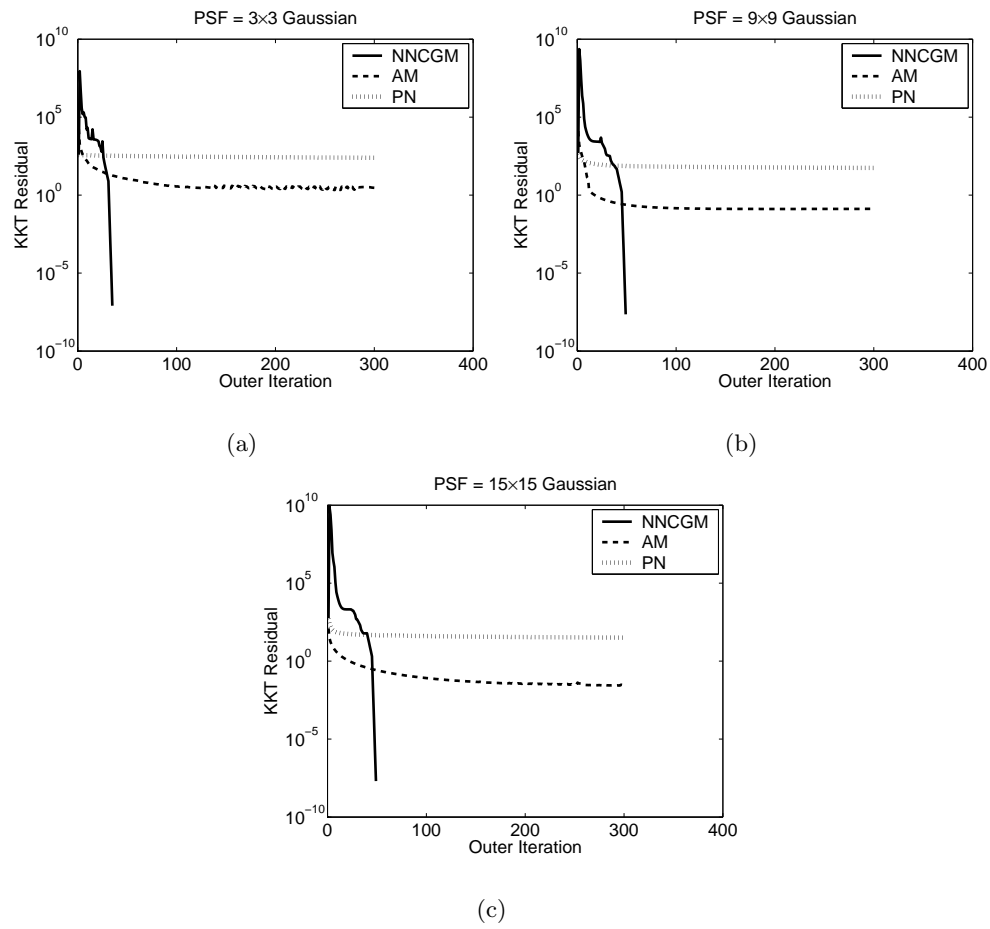 PSF = 3×3 Gaussian
10^10
10^5
10^0
10^−5
10^−10
KKT Residual
0 100 200 300 400
Outer Iteration
NNCGM
AM
PN
(a)
PSF = 9×9 Gaussian
10^10
10^5
10^0
10^−5
10^−10
KKT Residual
0 100 200 300 400
Outer Iteration
NNCGM
AM
PN
(b)
PSF = 15×15 Gaussian
10^10
10^5
10^0
10^−5
10^−10
KKT Residual
0 100 200 300 400
Outer Iteration
NNCGM
AM
PN
(c)